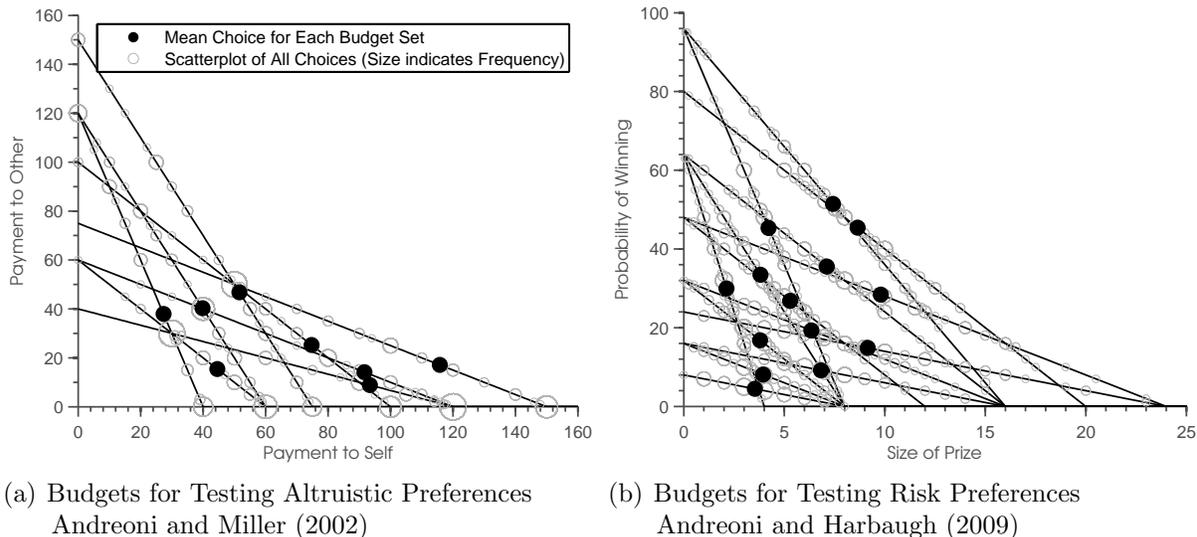 160
140
120
100
80
60
40
20
0
Payment to Other
Mean Choice for Each Budget Set
Scatterplot of All Choices (Size indicates Frequency)
0 20 40 60 80 100 120 140 160
Payment to Self
(a) Budgets for Testing Altruistic Preferences
Andreoni and Miller (2002)
100
80
60
40
20
0
Probability of Winning
0 5 10 15 20 25
Size of Prize
(b) Budgets for Testing Risk Preferences
Andreoni and Harbaugh (2009)